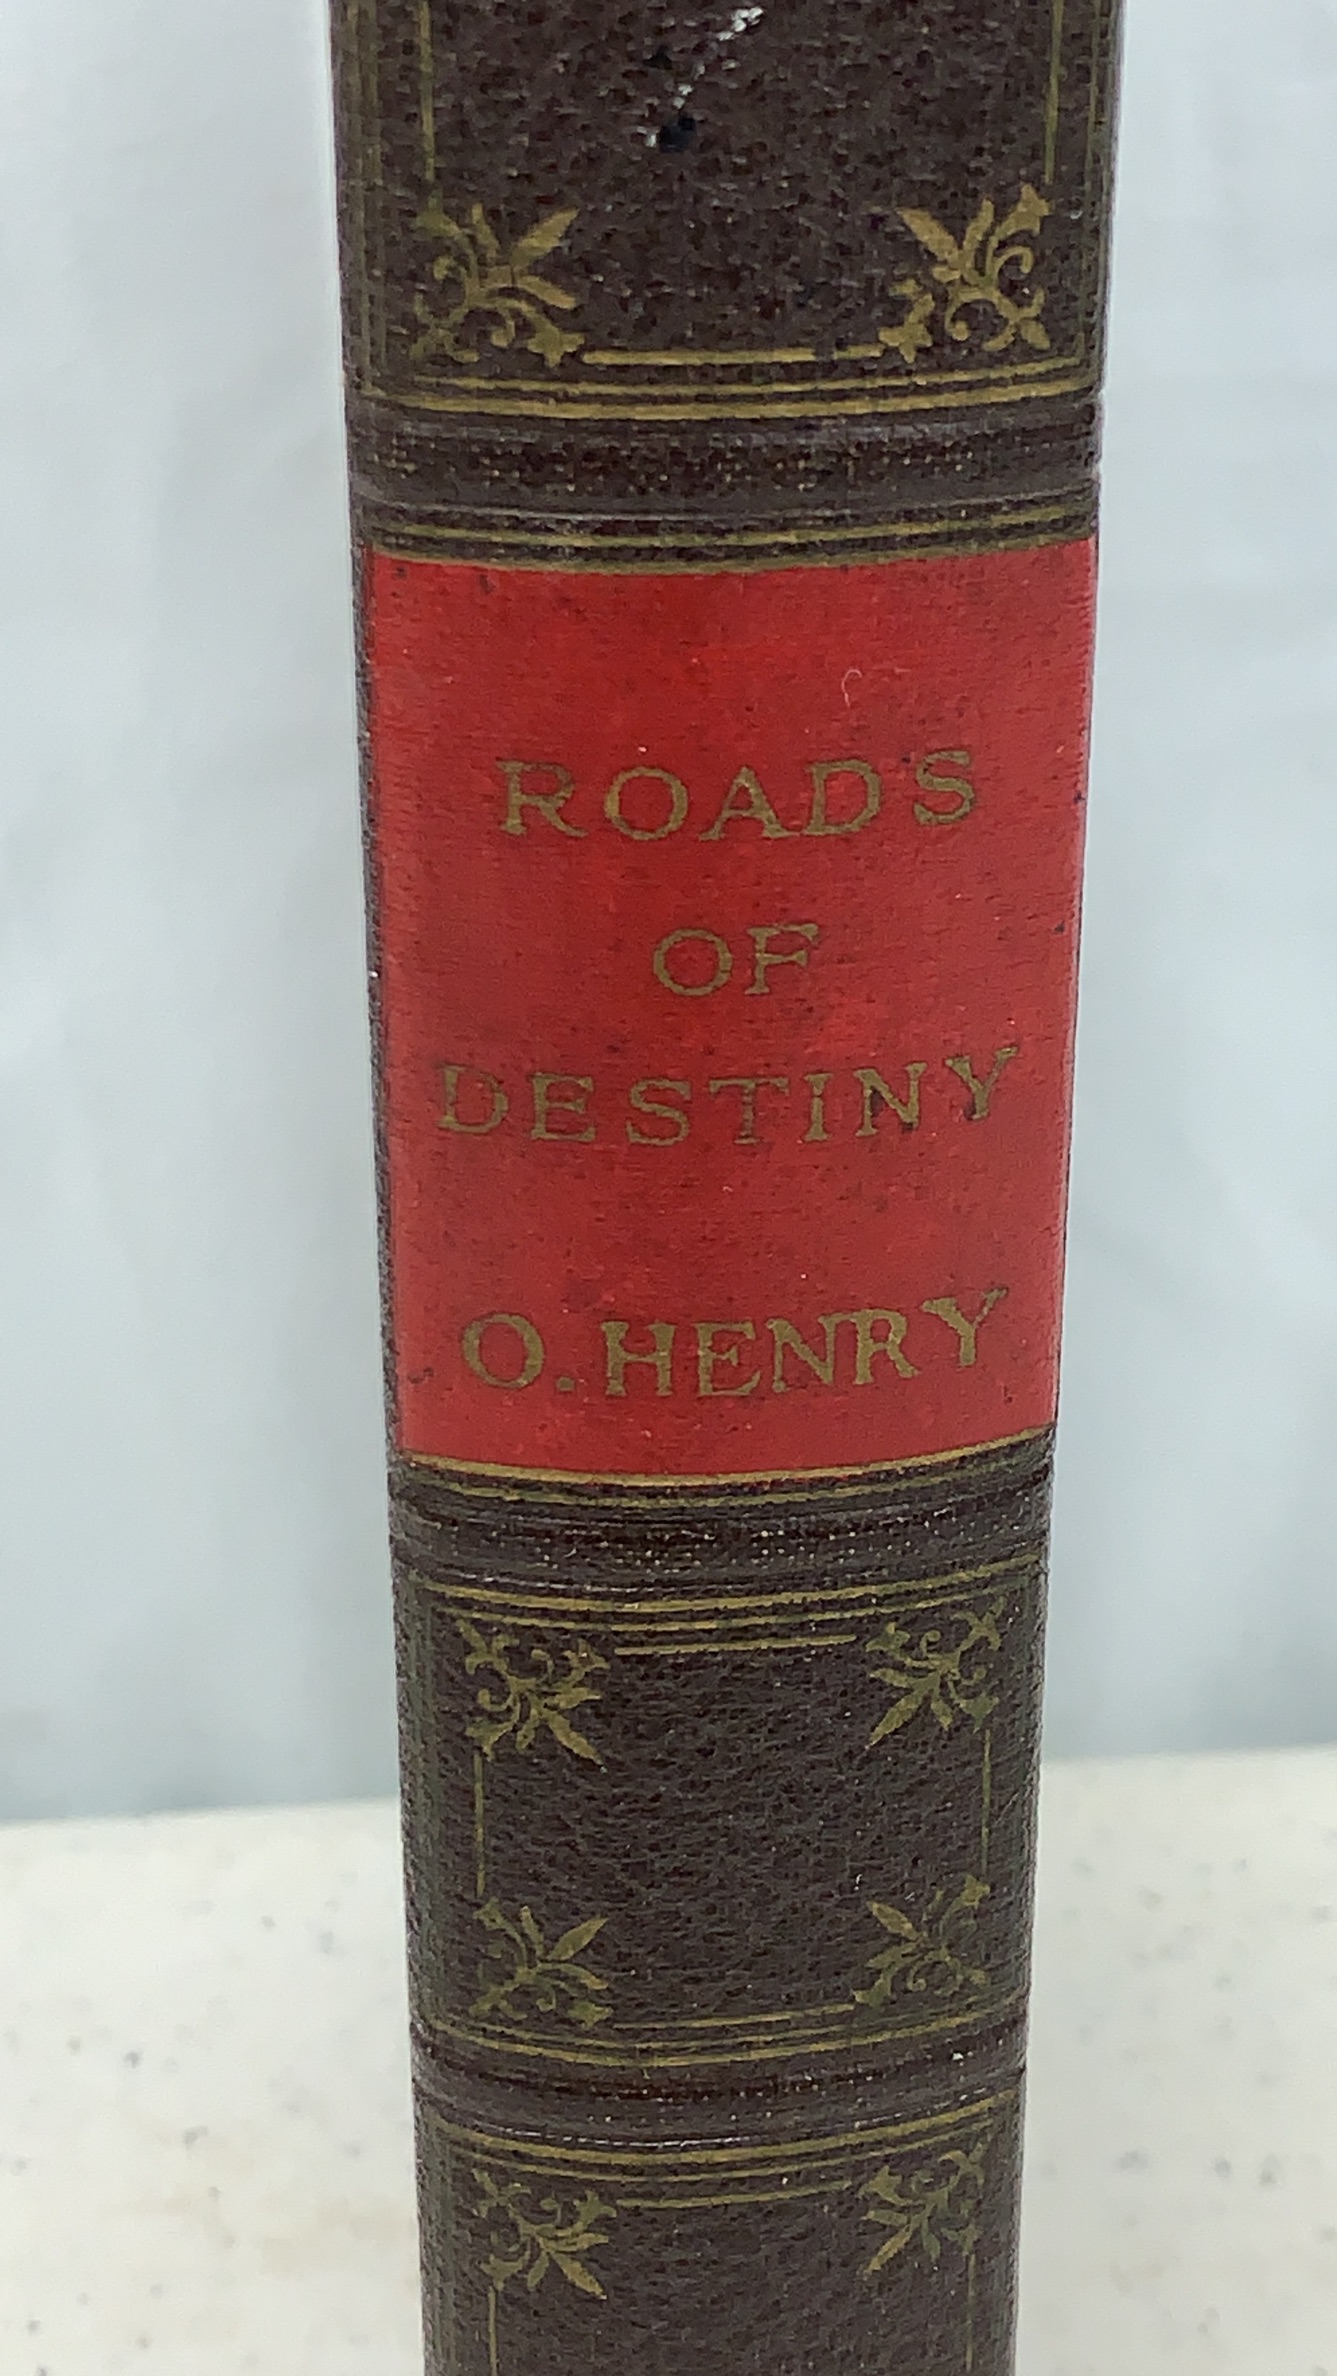 ROADS
OF
DESTINY
O. HENRY